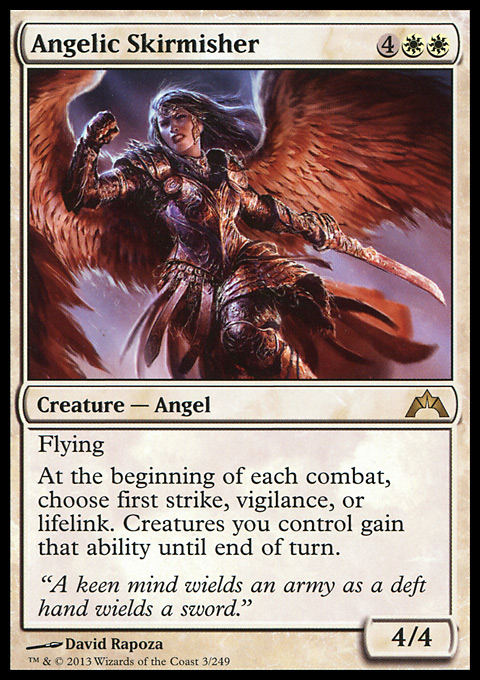 Angelic Skirmisher 4
Creature — Angel
Flying
At the beginning of each combat,
choose first strike, vigilance, or
lifelink. Creatures you control gain
that ability until end of turn.
“A keen mind wields an army as a deft
hand wields a sword.”
David Rapoza
4/4
™ & © 2013 Wizards of the Coast 3/249